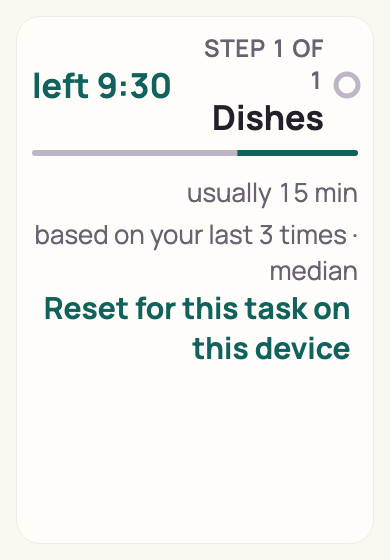 STEP 1 OF
1
Dishes
left 9:30
usually 15 min
based on your last 3 times ·
median
Reset for this task on
this device